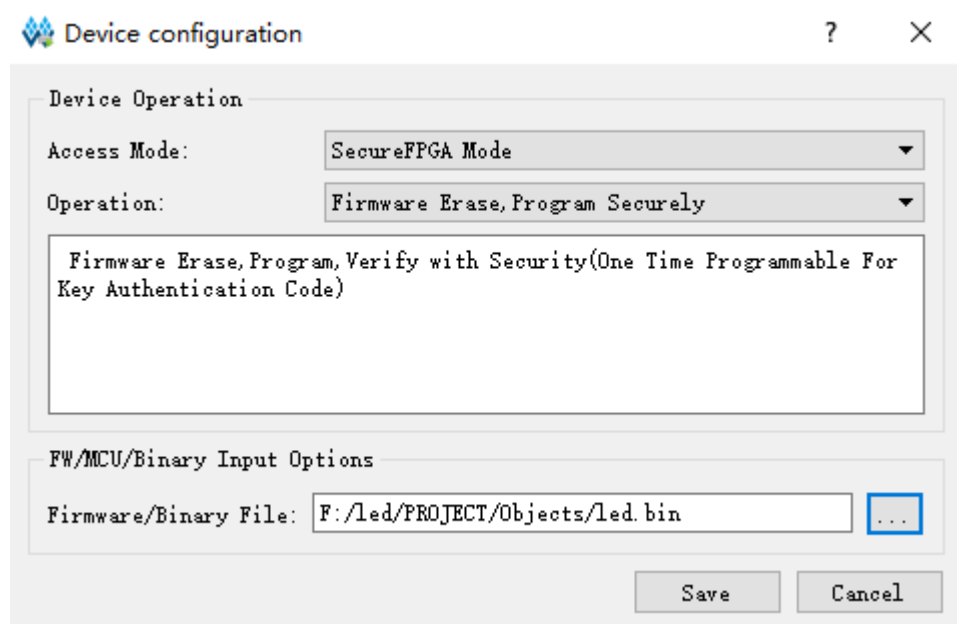 Device configuration
?
Device Operation
Access Mode: SecureFPGA Mode
Operation: Firmware Erase,Program Securely
Firmware Erase,Program,Verify with Security(One Time Programmable For
Key Authentication Code)
FW/MCU/Binary Input Options
Firmware/Binary File: F:/led/PROJECT/Objects/led.bin ...
Save Cancel